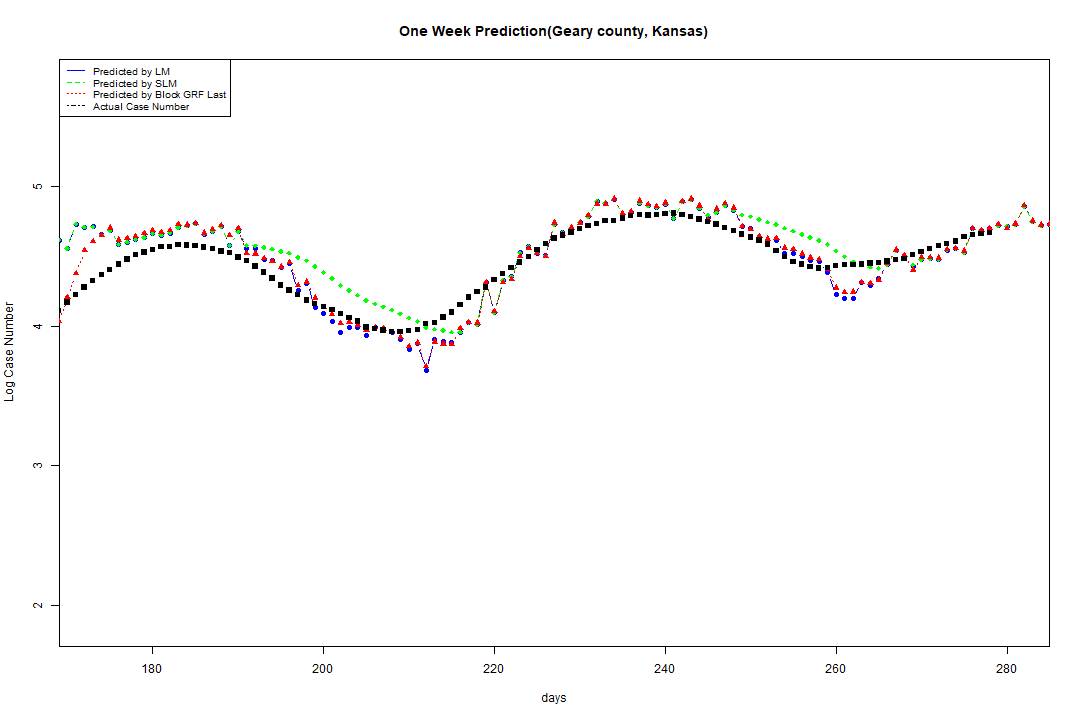 One Week Prediction(Geary county, Kansas)
Predicted by LM
Predicted by SLM
Predicted by Block GRF Last
Actual Case Number
5
4
3
2
Log Case Number
180 200 220 240 260 280
days